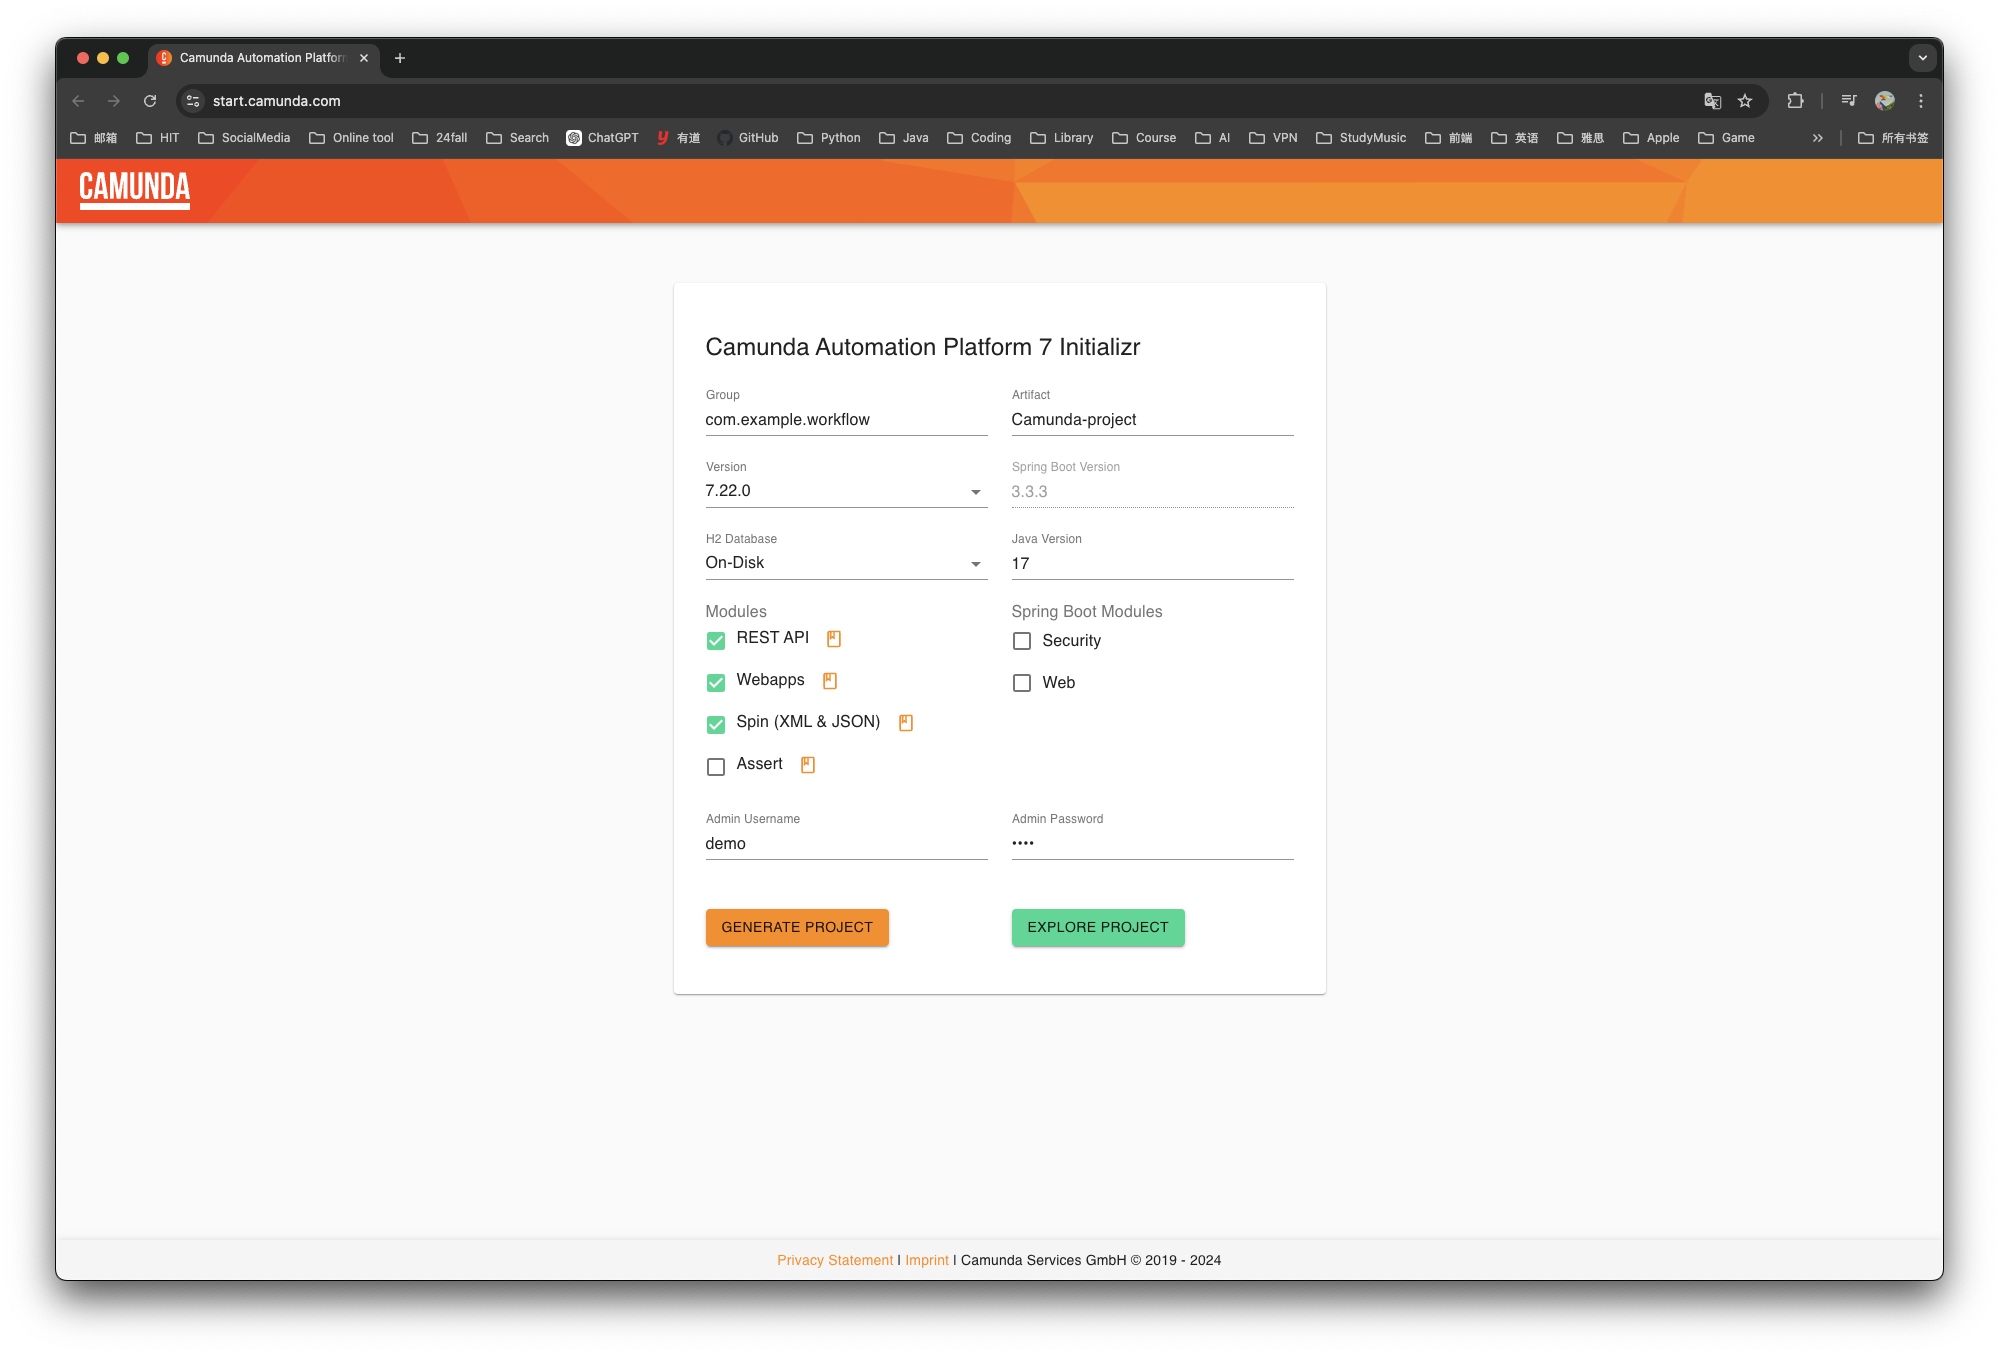 Camunda Automation Platfor
start.camunda.com
邮箱 HIT SocialMedia Online tool 24fall Search ChatGPT 有道 GitHub Python Java Coding Library Course AI VPN StudyMusic 前端 英语 雅思 Apple Game » 所有书签
CAMUNDA
Camunda Automation Platform 7 Initializr
Group Artifact
com.example.workflow Camunda-project
Version Spring Boot Version
7.22.0 3.3.3
H2 Database Java Version
On-Disk 17
Modules Spring Boot Modules
REST API Security
Webapps Web
Spin (XML & JSON)
Assert
Admin Username Admin Password
demo ••••
GENERATE PROJECT EXPLORE PROJECT
Privacy Statement | Imprint | Camunda Services GmbH © 2019 - 2024